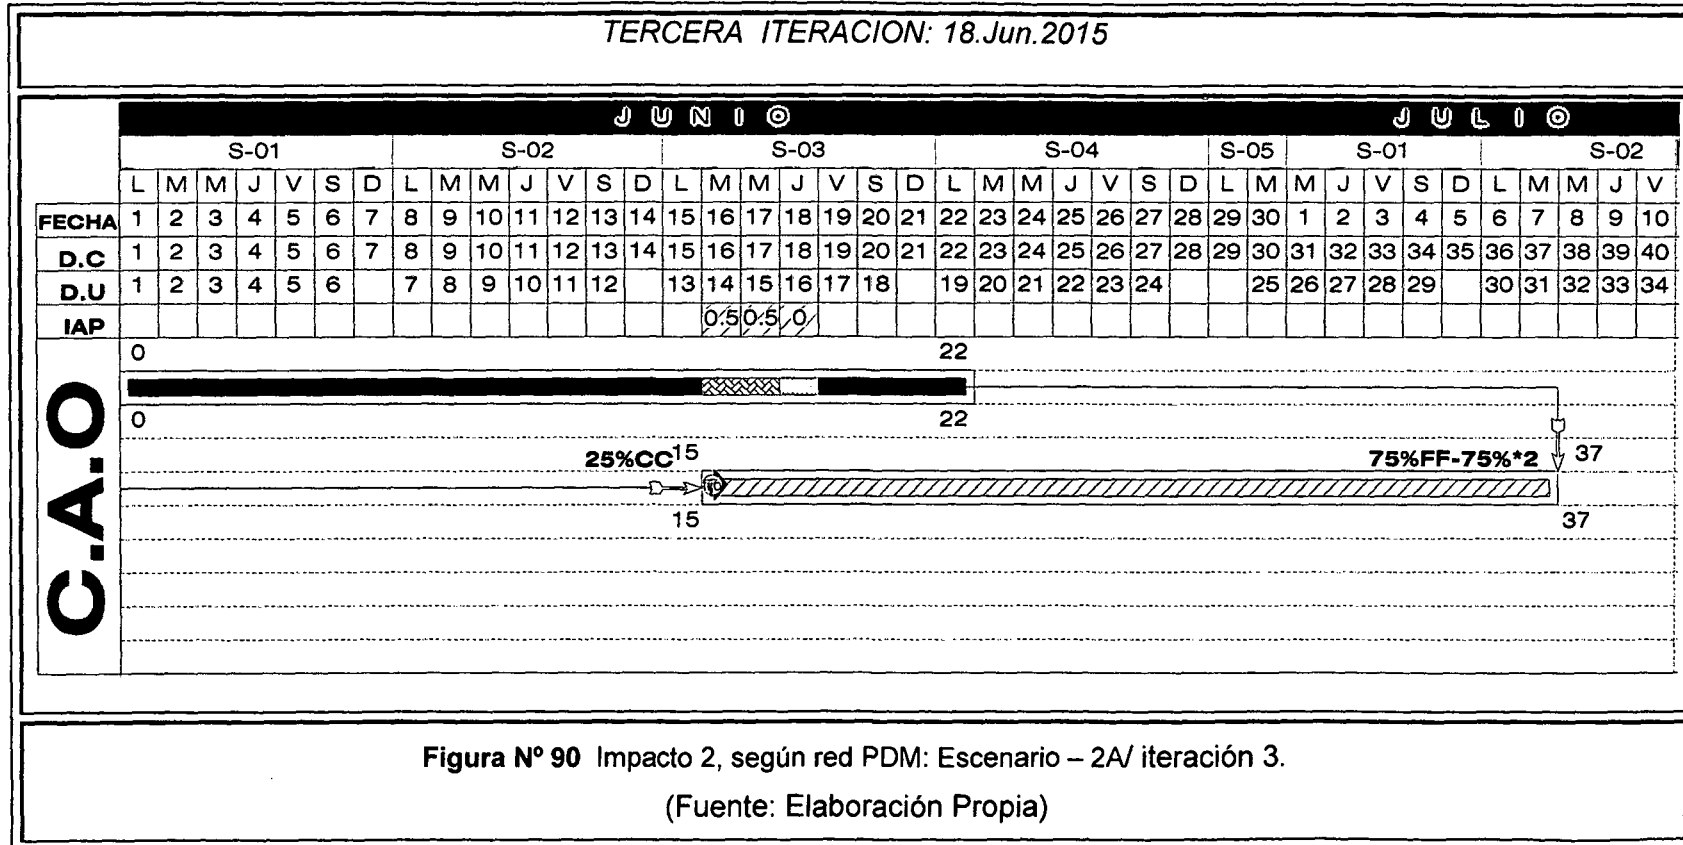 TERCERA ITERACION: 18.Jun.2015
JUNIO JULIO
S-01 S-02 S-03 S-04 S-05 S-01 S-02
L M M J V S D L M M J V S D L M M J V S D L M M J V S D L M M J V S D L M M J V
FECHA 1 2 3 4 5 6 7 8 9 10 11 12 13 14 15 16 17 18 19 20 21 22 23 24 25 26 27 28 29 30 1 2 3 4 5 6 7 8 9 10
D.C 1 2 3 4 5 6 7 8 9 10 11 12 13 14 15 16 17 18 19 20 21 22 23 24 25 26 27 28 29 30 31 32 33 34 35 36 37 38 39 40
D.U 1 2 3 4 5 6 7 8 9 10 11 12 13 14 15 16 17 18 19 20 21 22 23 24 25 26 27 28 29 30 31 32 33 34
IAP 0.5 0.5 0
C.A.O
0 22
0 22
25%CC 15 75%FF-75%*2 37
15 37
Figura Nº 90 Impacto 2, según red PDM: Escenario – 2A/ iteración 3.
(Fuente: Elaboración Propia)